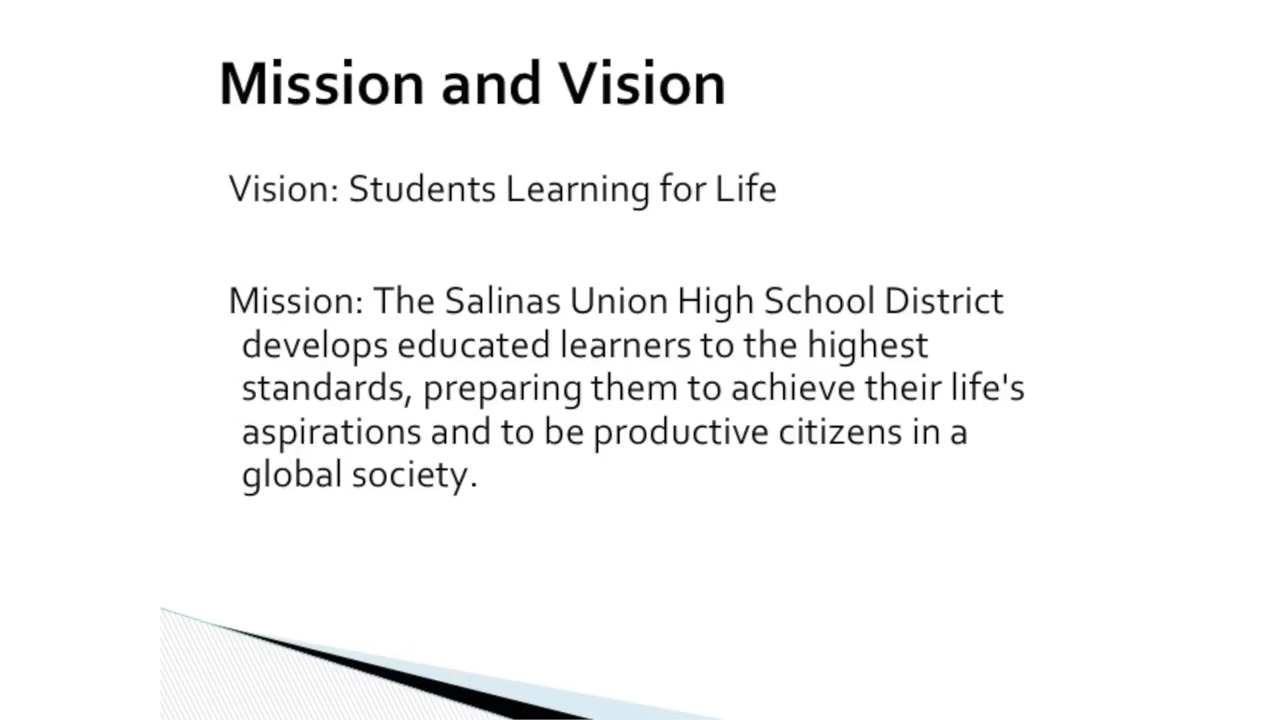 Mission and Vision
Vision: Students Learning for Life
Mission: The Salinas Union High School District
develops educated learners to the highest
standards, preparing them to achieve their life's
aspirations and to be productive citizens in a
global society.